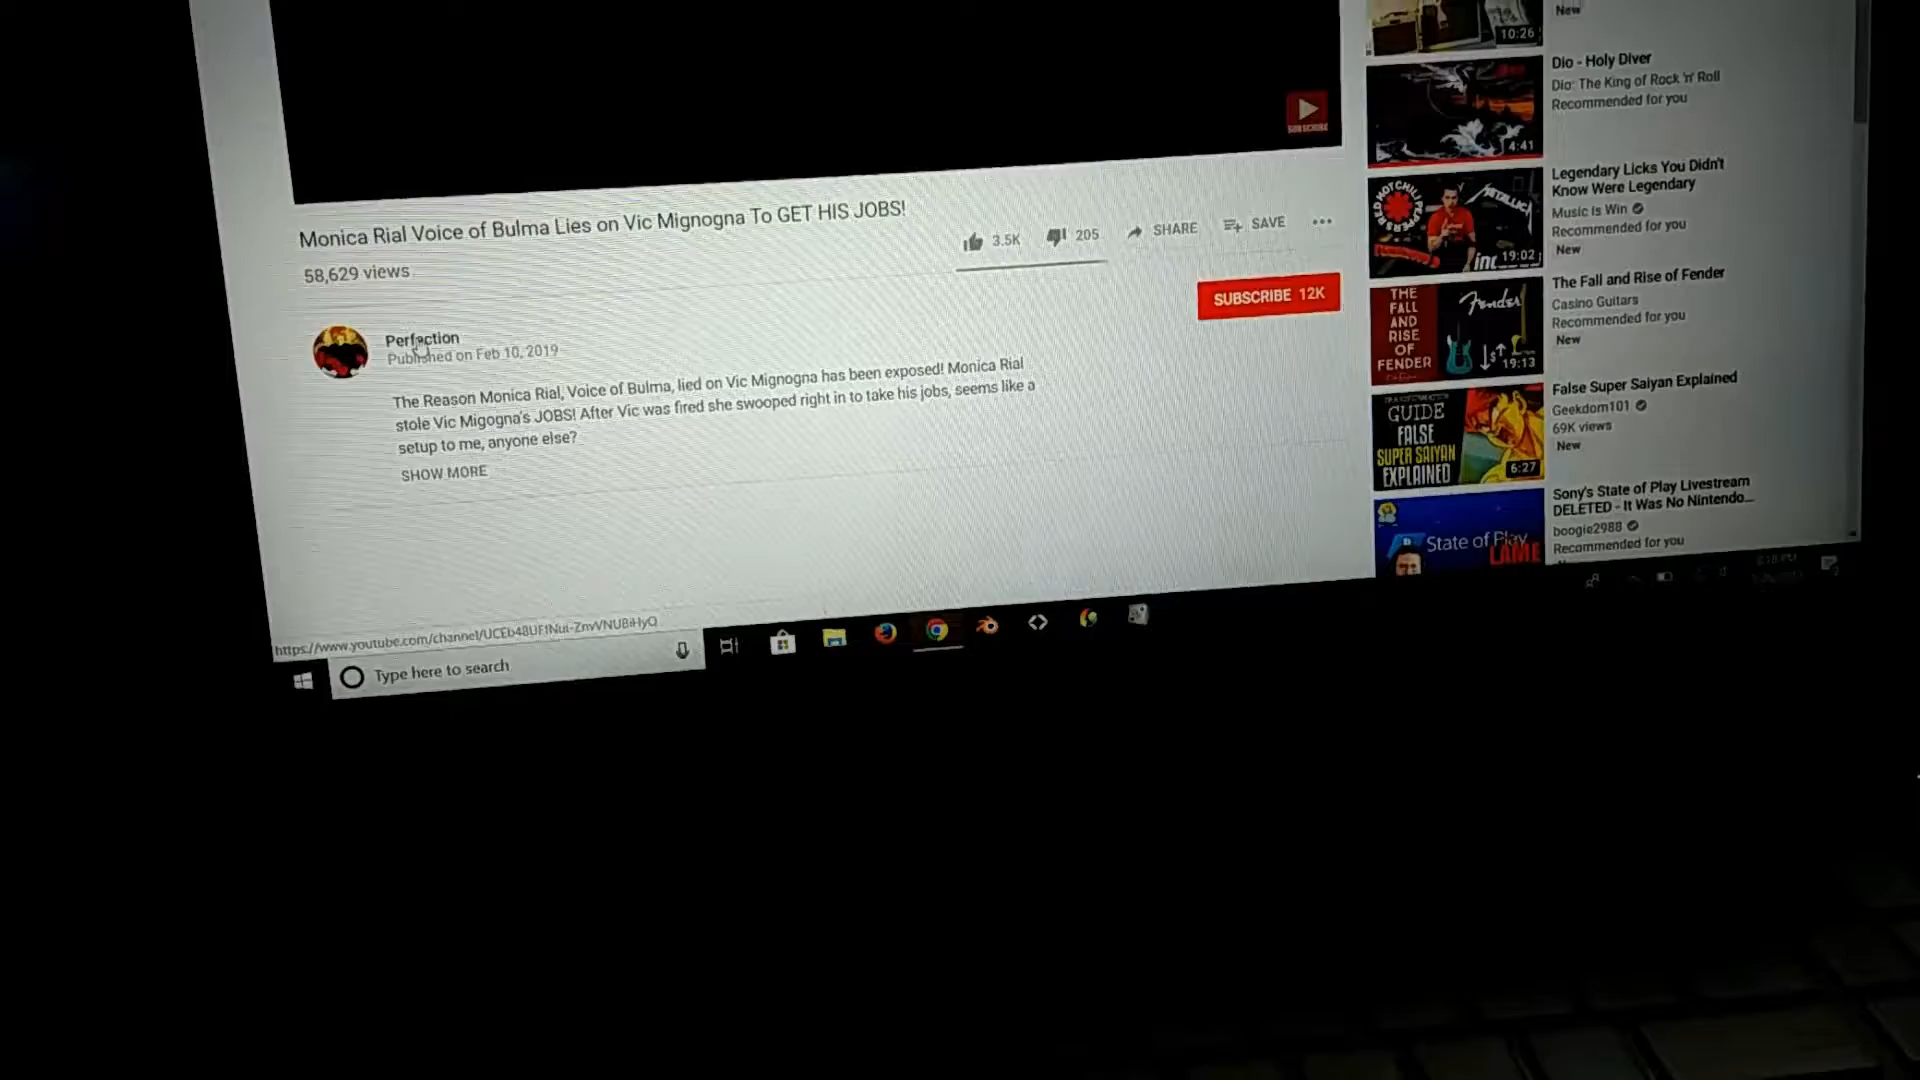 Monica Rial Voice of Bulma Lies on Vic Mignogna To GET HIS JOBS!
58,629 views
3.5K
205
SHARE
SAVE
SUBSCRIBE
SUBSCRIBE 12K
Perfection
Published on Feb 10, 2019
The Reason Monica Rial, Voice of Bulma, lied on Vic Mignogna has been exposed! Monica Rial
stole Vic Migogna's JOBS! After Vic was fired she swooped right in to take his jobs, seems like a
setup to me, anyone else?
SHOW MORE
New
10:26
Dio - Holy Diver
Dio: The King of Rock 'n' Roll
Recommended for you
4:41
Legendary Licks You Didn't
Know Were Legendary
Music is Win
Recommended for you
New
RED HOT CHILI PEPPERS
METALLICA
19:02
The Fall and Rise of Fender
Casino Guitars
Recommended for you
New
THE
FALL
AND
RISE
OF
FENDER
Fender
19:13
False Super Saiyan Explained
Geekdom101
69K views
New
GUIDE
FALSE
SUPER SAIYAN
EXPLAINED
6:27
Sony's State of Play Livestream
DELETED - It Was No Nintendo...
boogie2988
Recommended for you
State of Play
LAME
Type here to search